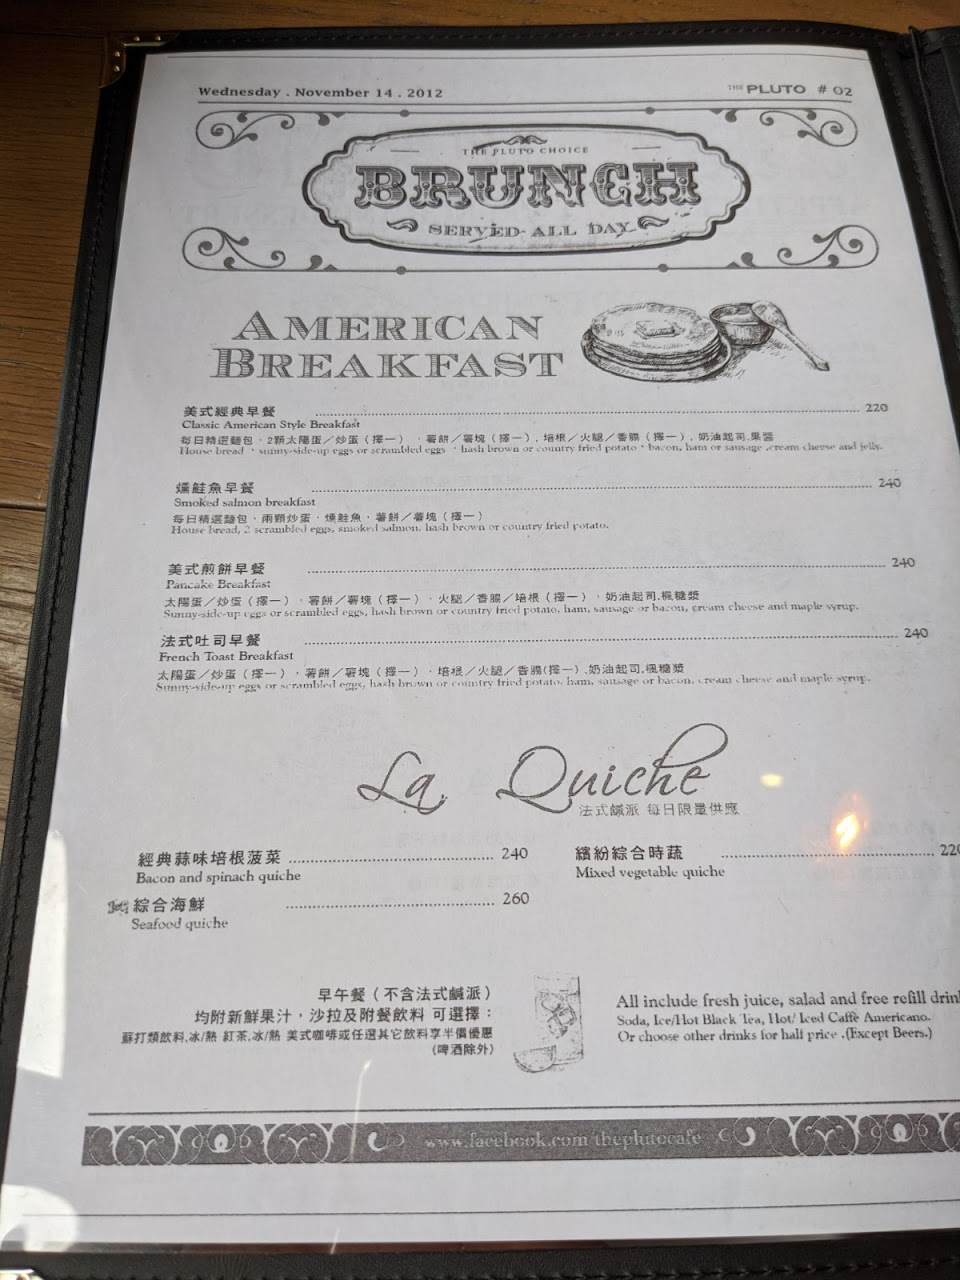 Wednesday . November 14 . 2012
THE PLUTO # 02
THE PLUTO CHOICE
BRUNCH
SERVED ALL DAY
AMERICAN
BREAKFAST
美式經典早餐 220
Classic American Style Breakfast
每日精選麵包，2顆太陽蛋／炒蛋（擇一），薯餅／薯塊（擇一）, 培根／火腿／香腸（擇一）, 奶油起司.果醬
House bread , sunny-side-up eggs or scrambled eggs , hash brown or country fried potato , bacon, ham or sausage ,cream cheese and jelly.
燻鮭魚早餐 240
Smoked salmon breakfast
每日精選麵包，兩顆炒蛋，燻鮭魚，薯餅／薯塊（擇一）
House bread, 2 scrambled eggs, smoked salmon, hash brown or country fried potato.
美式煎餅早餐 240
Pancake Breakfast
太陽蛋／炒蛋（擇一），薯餅／薯塊（擇一），火腿／香腸／培根（擇一），奶油起司.楓糖漿
Sunny-side-up eggs or scrambled eggs, hash brown or country fried potato, ham, sausage or bacon, cream cheese and maple syrup.
法式吐司早餐 240
French Toast Breakfast
太陽蛋／炒蛋（擇一），薯餅／薯塊（擇一），培根／火腿／香腸(擇一) .奶油起司.楓糖漿
Sunny-side-up eggs or scrambled eggs, hash brown or country fried potato, ham, sausage or bacon, cream cheese and maple syrup.
La Quiche
法式鹹派 每日限量供應
經典蒜味培根菠菜 240
Bacon and spinach quiche
綜合海鮮 260
Seafood quiche
繽紛綜合時蔬 220
Mixed vegetable quiche
早午餐（不含法式鹹派）
均附新鮮果汁，沙拉及附餐飲料 可選擇：
蘇打類飲料.冰/熱 紅茶.冰/熱 美式咖啡或任選其它飲料享半價優惠
(啤酒除外)
All include fresh juice, salad and free refill drin
Soda, Ice/Hot Black Tea, Hot/ Iced Caffè Americano.
Or choose other drinks for half price .(Except Beers.)
www.facebook.com/theplutocafe